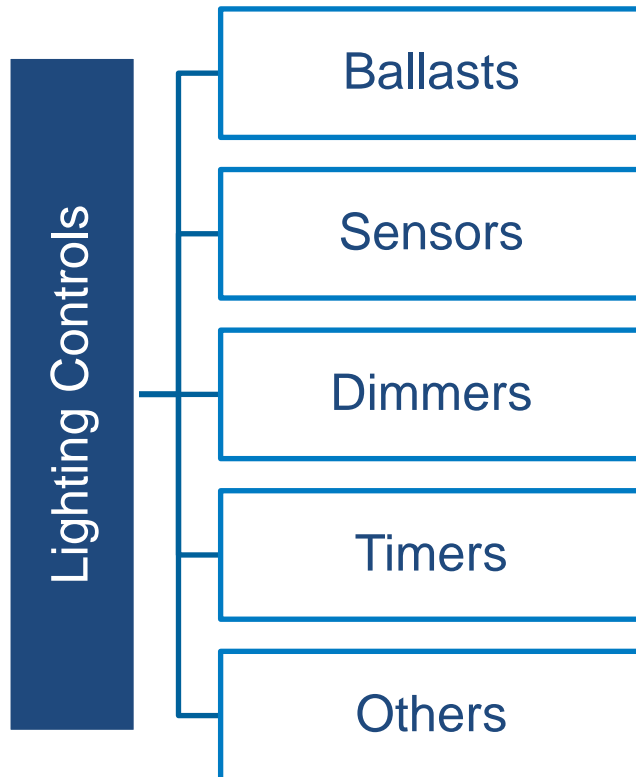 Lighting Controls
Ballasts
Sensors
Dimmers
Timers
Others